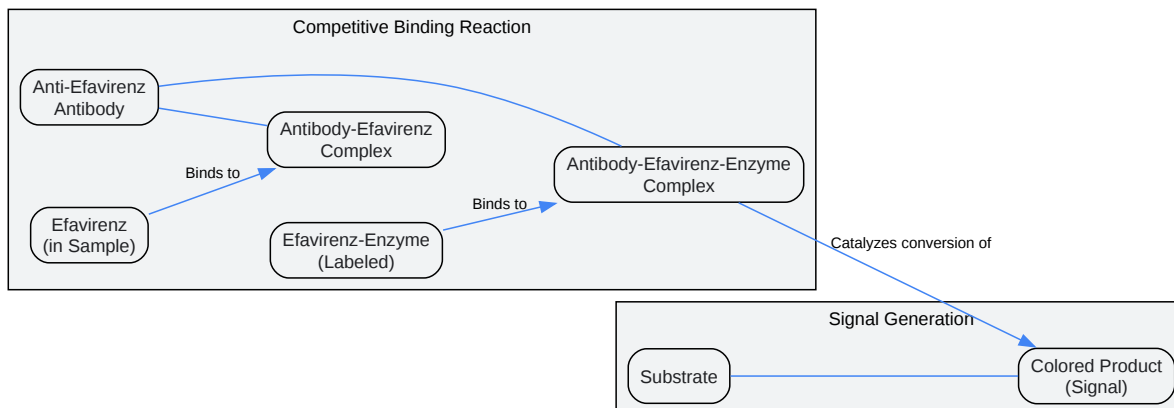 Competitive Binding Reaction
Anti-Efavirenz
Antibody
Antibody-Efavirenz
Complex
Antibody-Efavirenz-Enzyme
Complex
Binds to
Binds to
Efavirenz
(in Sample)
Efavirenz-Enzyme
(Labeled)
Catalyzes conversion of
Signal Generation
Substrate
Colored Product
(Signal)